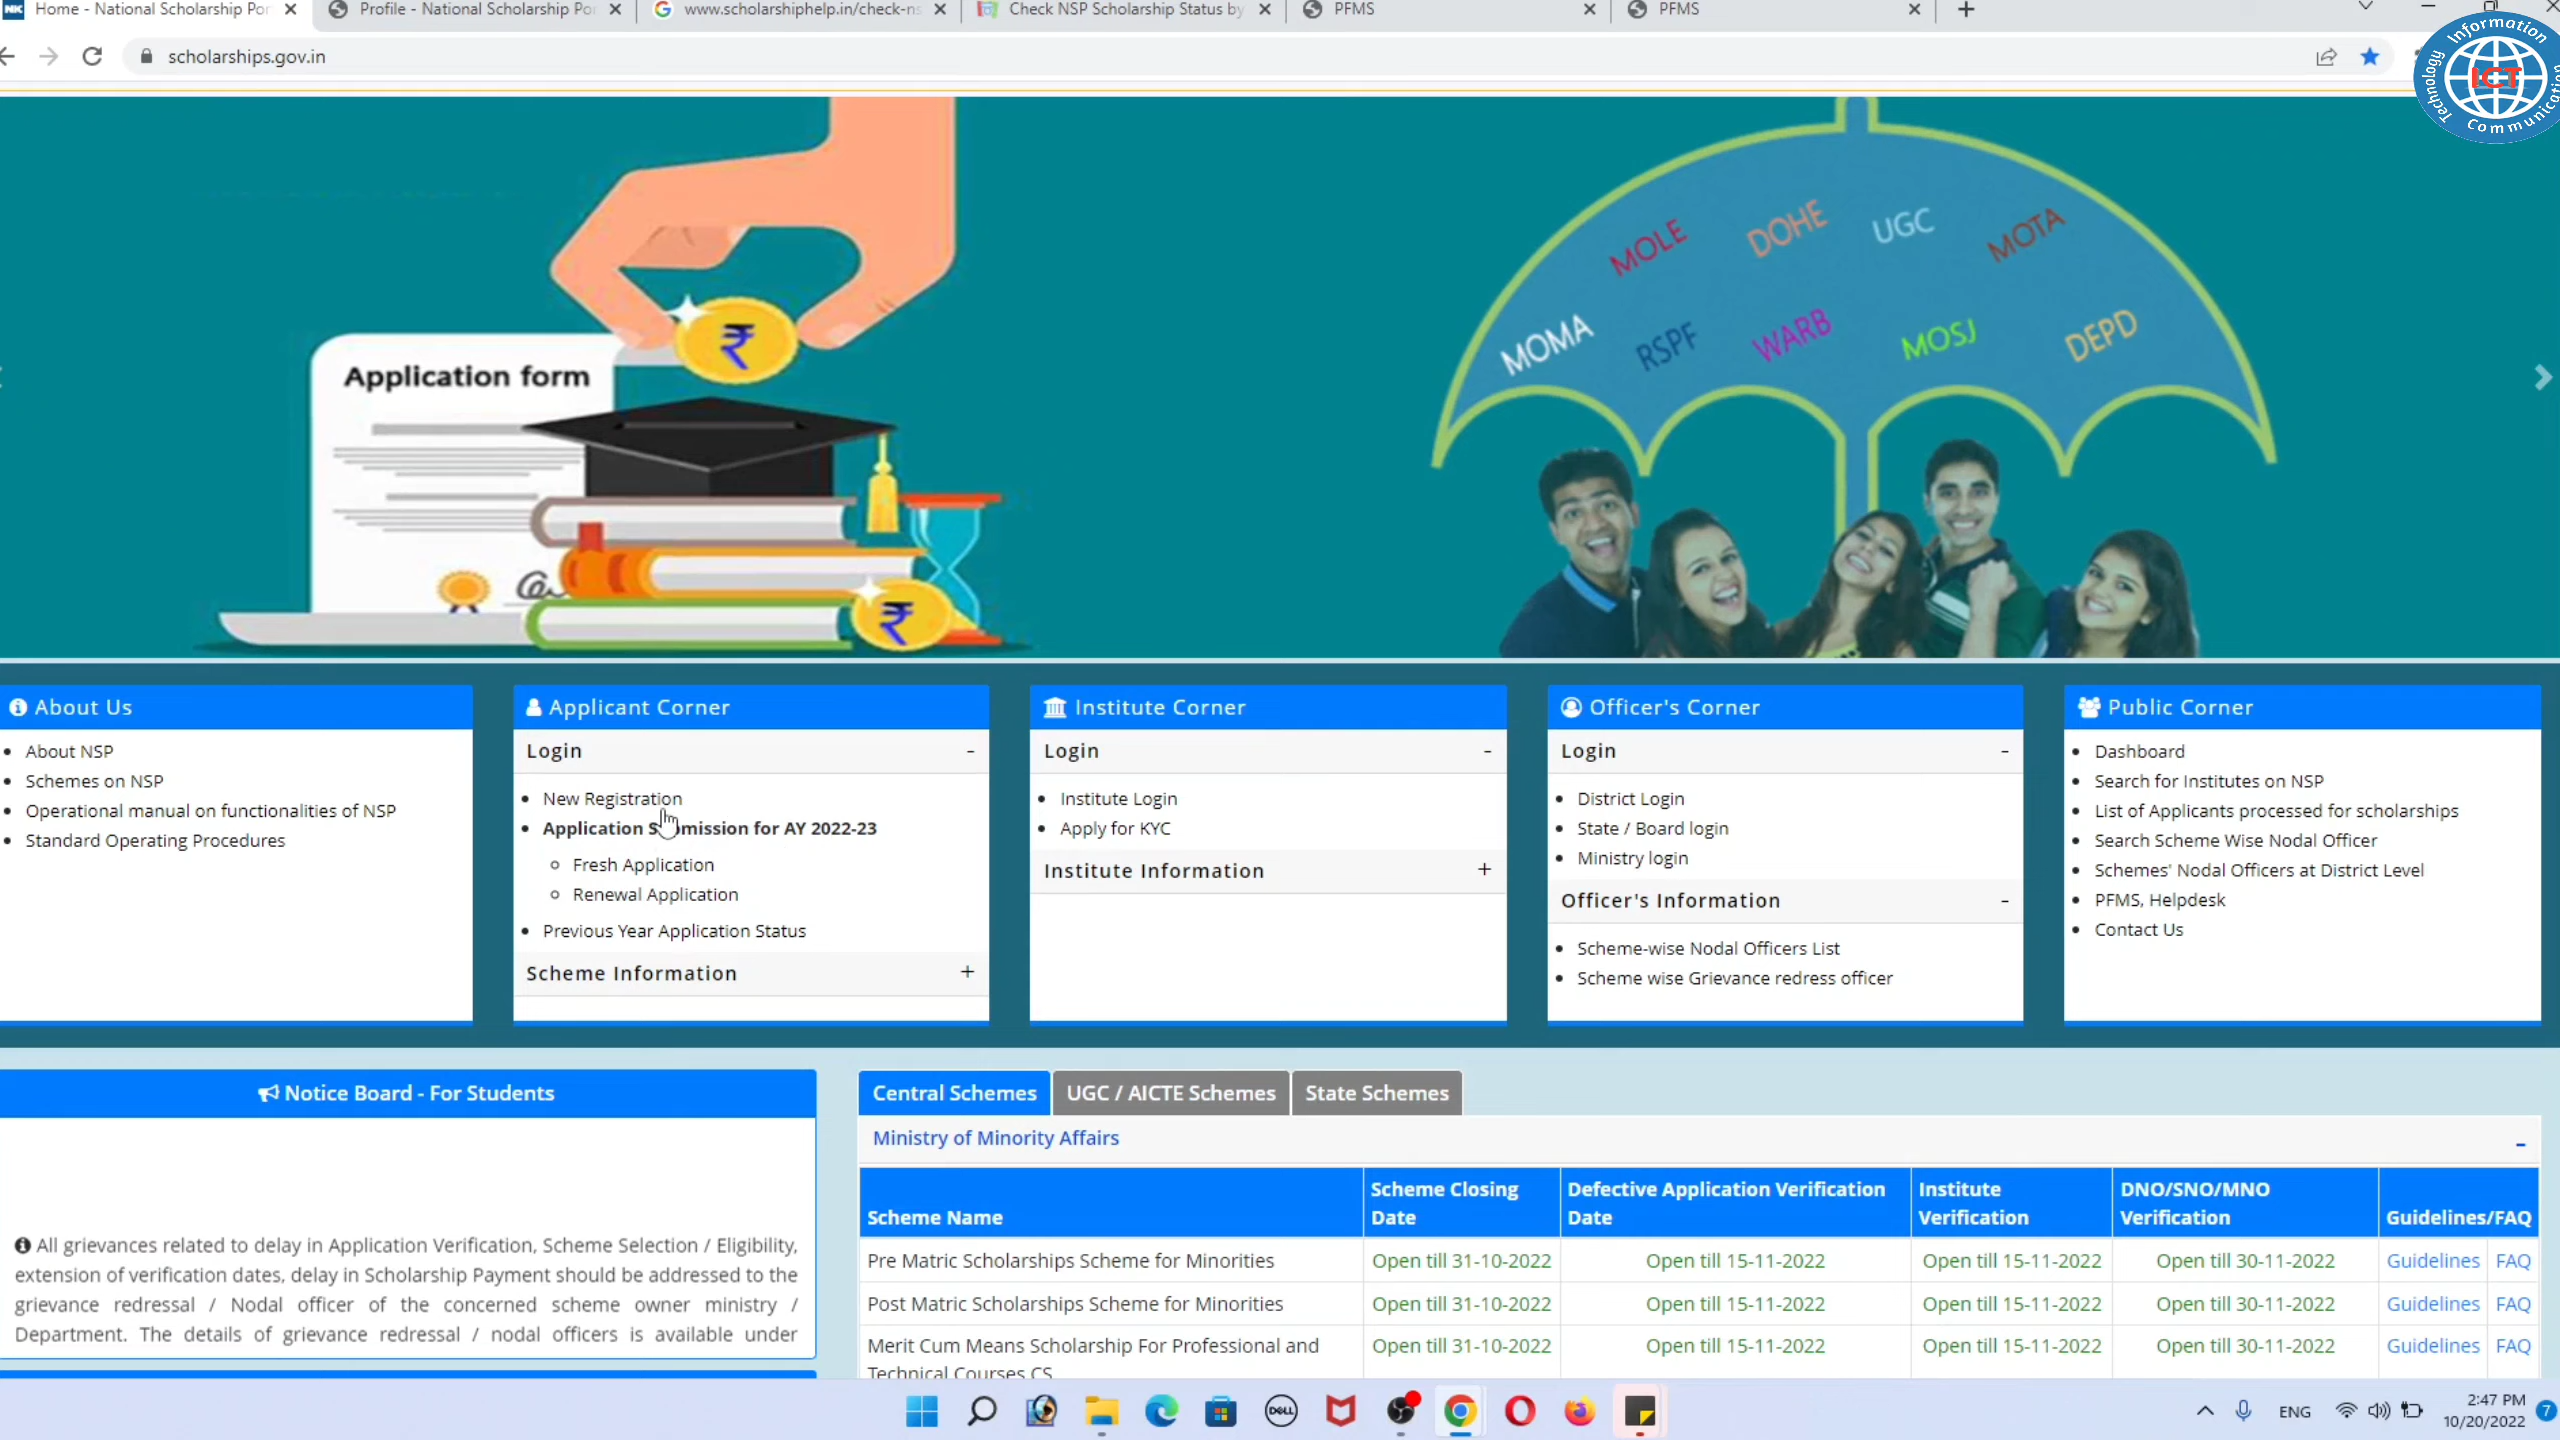 Home - National Scholarship Por
Profile - National Scholarship Por
www.scholarshiphelp.in/check-ns
Check NSP Scholarship Status by
PFMS
PFMS
scholarships.gov.in
Information
Technology
ICT
Application form
₹
₹
MOLE
DOHE
UGC
MOTA
MOMA
RSPF
WARB
MOSJ
DEPD
About Us
About NSP
Schemes on NSP
Operational manual on functionalities of NSP
Standard Operating Procedures
Applicant Corner
Login -
New Registration
Application Submission for AY 2022-23
Fresh Application
Renewal Application
Previous Year Application Status
Scheme Information +
Institute Corner
Login -
Institute Login
Apply for KYC
Institute Information +
Officer's Corner
Login -
District Login
State / Board login
Ministry login
Officer's Information -
Scheme-wise Nodal Officers List
Scheme wise Grievance redress officer
Public Corner
Dashboard
Search for Institutes on NSP
List of Applicants processed for scholarships
Search Scheme Wise Nodal Officer
Schemes' Nodal Officers at District Level
PFMS, Helpdesk
Contact Us
Notice Board - For Students
All grievances related to delay in Application Verification, Scheme Selection / Eligibility,
extension of verification dates, delay in Scholarship Payment should be addressed to the
grievance redressal / Nodal officer of the concerned scheme owner ministry /
Department. The details of grievance redressal / nodal officers is available under
Central Schemes UGC / AICTE Schemes State Schemes
Ministry of Minority Affairs -
Scheme Name Scheme Closing Date Defective Application Verification Date Institute Verification DNO/SNO/MNO Verification Guidelines/FAQ
Pre Matric Scholarships Scheme for Minorities Open till 31-10-2022 Open till 15-11-2022 Open till 15-11-2022 Open till 30-11-2022 Guidelines FAQ
Post Matric Scholarships Scheme for Minorities Open till 31-10-2022 Open till 15-11-2022 Open till 15-11-2022 Open till 30-11-2022 Guidelines FAQ
Merit Cum Means Scholarship For Professional and Open till 31-10-2022 Open till 15-11-2022 Open till 15-11-2022 Open till 30-11-2022 Guidelines FAQ
Technical Courses CS
DELL
ENG
2:47 PM
10/20/2022
7